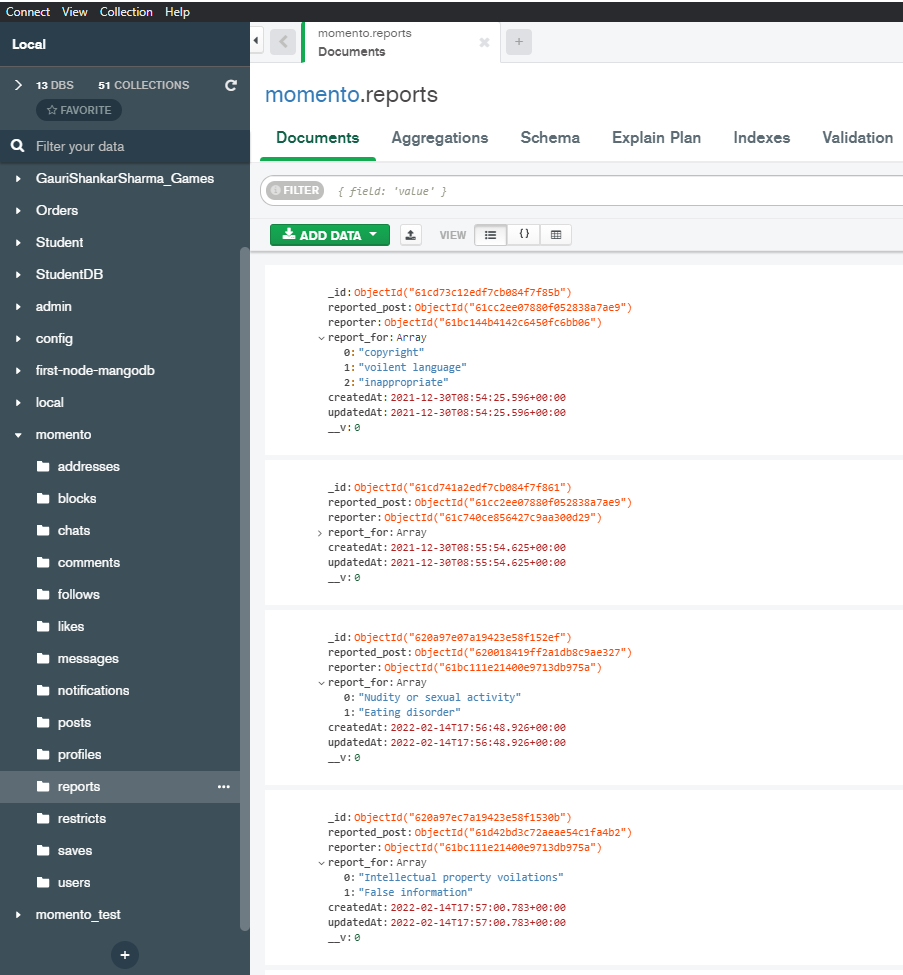 Connect View Collection Help
Local
13 DBS 51 COLLECTIONS
FAVORITE
Filter your data
GauriShankarSharma_Games
Orders
Student
StudentDB
admin
config
first-node-mangodb
local
momento
addresses
blocks
chats
comments
follows
likes
messages
notifications
posts
profiles
reports
restricts
saves
users
momento_test
momento.reports
Documents
momento.reports
Documents Aggregations Schema Explain Plan Indexes Validation
FILTER { field: 'value' }
ADD DATA VIEW { }
_id: ObjectId("61cd73c12edf7cb084f7f85b")
reported_post: ObjectId("61cc2ee07880f052838a7ae9")
reporter: ObjectId("61bc144b4142c6450fc6bb06")
report_for: Array
0: "copyright"
1: "voilent language"
2: "inappropriate"
createdAt: 2021-12-30T08:54:25.596+00:00
updatedAt: 2021-12-30T08:54:25.596+00:00
__v: 0
_id: ObjectId("61cd741a2edf7cb084f7f861")
reported_post: ObjectId("61cc2ee07880f052838a7ae9")
reporter: ObjectId("61c740ce856427c9aa300d29")
report_for: Array
createdAt: 2021-12-30T08:55:54.625+00:00
updatedAt: 2021-12-30T08:55:54.625+00:00
__v: 0
_id: ObjectId("620a97e07a19423e58f152ef")
reported_post: ObjectId("620018419ff2a1db8c9ae327")
reporter: ObjectId("61bc111e21400e9713db975a")
report_for: Array
0: "Nudity or sexual activity"
1: "Eating disorder"
createdAt: 2022-02-14T17:56:48.926+00:00
updatedAt: 2022-02-14T17:56:48.926+00:00
__v: 0
_id: ObjectId("620a97ec7a19423e58f1530b")
reported_post: ObjectId("61d42bd3c72aeae54c1fa4b2")
reporter: ObjectId("61bc111e21400e9713db975a")
report_for: Array
0: "Intellectual property voilations"
1: "False information"
createdAt: 2022-02-14T17:57:00.783+00:00
updatedAt: 2022-02-14T17:57:00.783+00:00
__v: 0